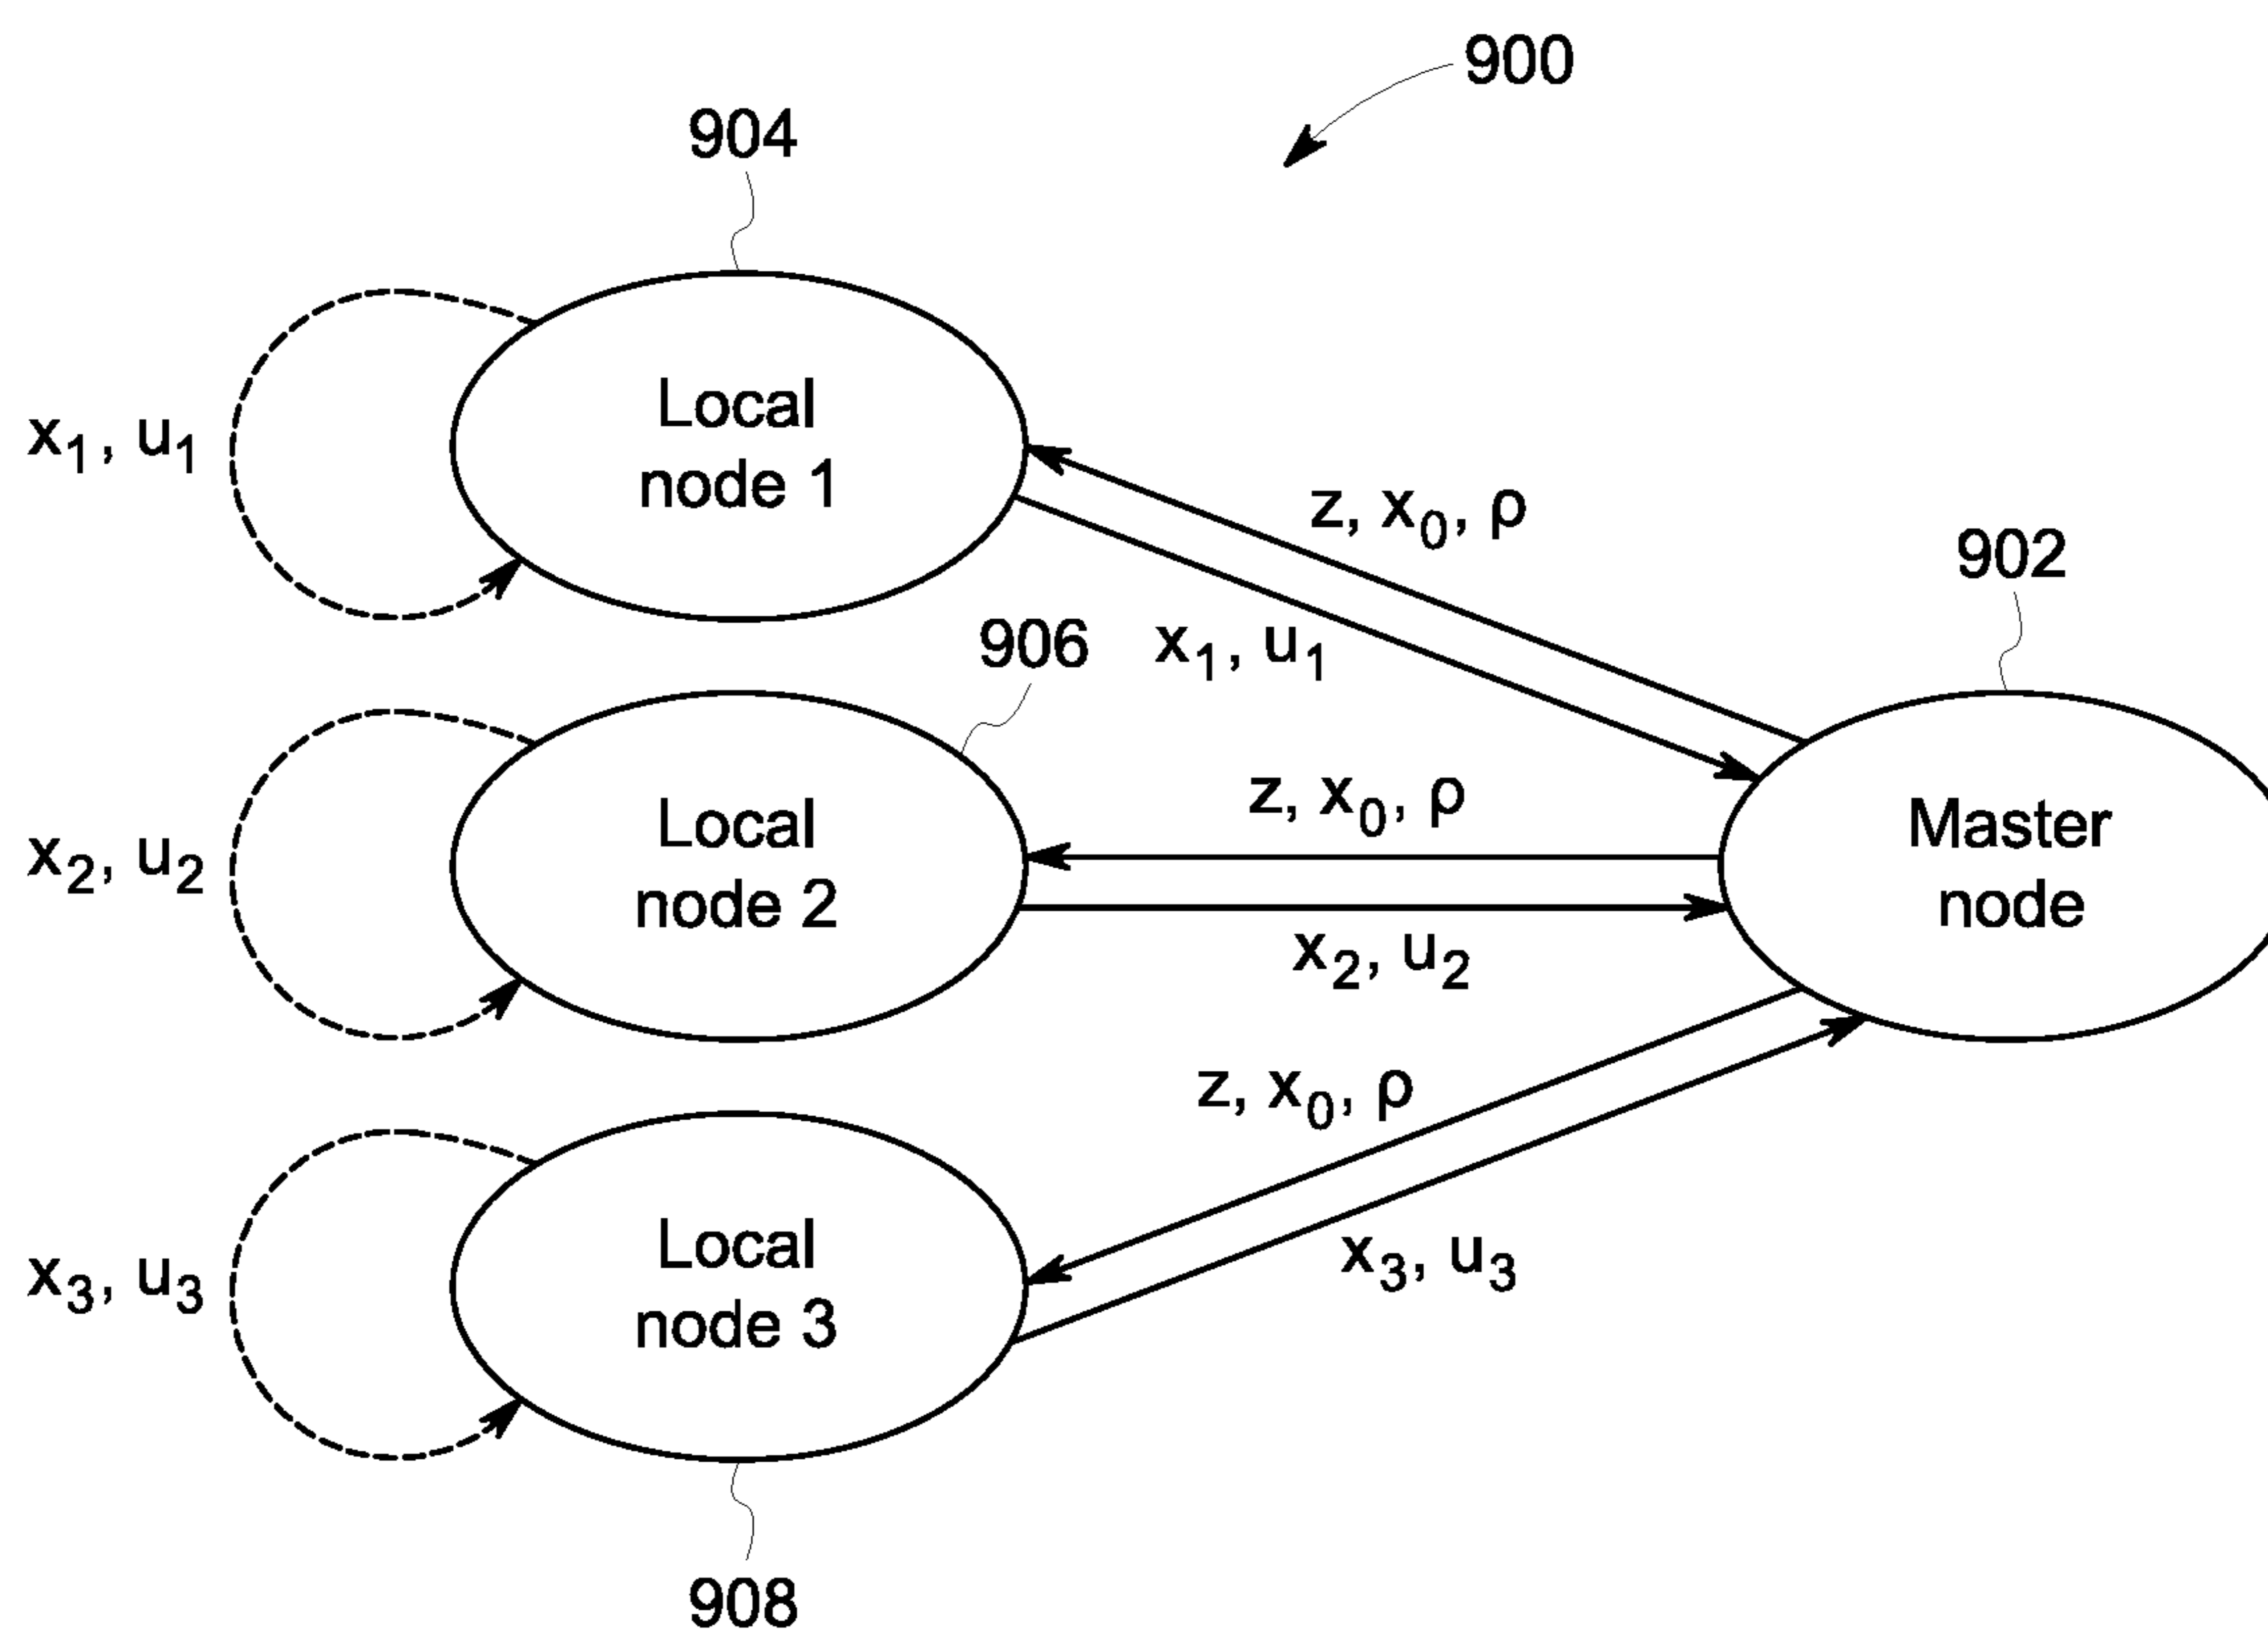 900
904
Local
node 1
x₁, u₁
z, x₀, ρ
x₁, u₁
902
906
Local
node 2
x₂, u₂
z, x₀, ρ
x₂, u₂
Master
node
z, x₀, ρ
x₃, u₃
Local
node 3
x₃, u₃
908